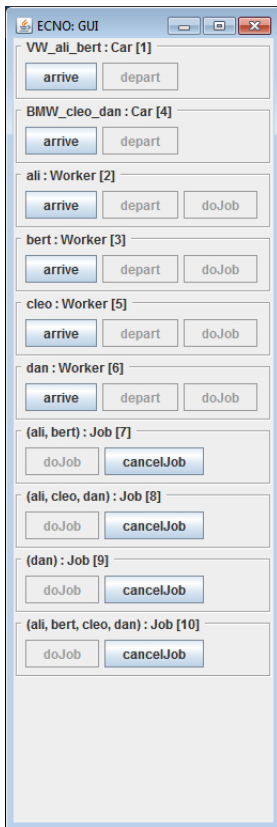 ECNO: GUI
VW_ali_bert : Car [1]
arrive depart
BMW_cleo_dan : Car [4]
arrive depart
ali : Worker [2]
arrive depart doJob
bert : Worker [3]
arrive depart doJob
cleo : Worker [5]
arrive depart doJob
dan : Worker [6]
arrive depart doJob
(ali, bert) : Job [7]
doJob cancelJob
(ali, cleo, dan) : Job [8]
doJob cancelJob
(dan) : Job [9]
doJob cancelJob
(ali, bert, cleo, dan) : Job [10]
doJob cancelJob